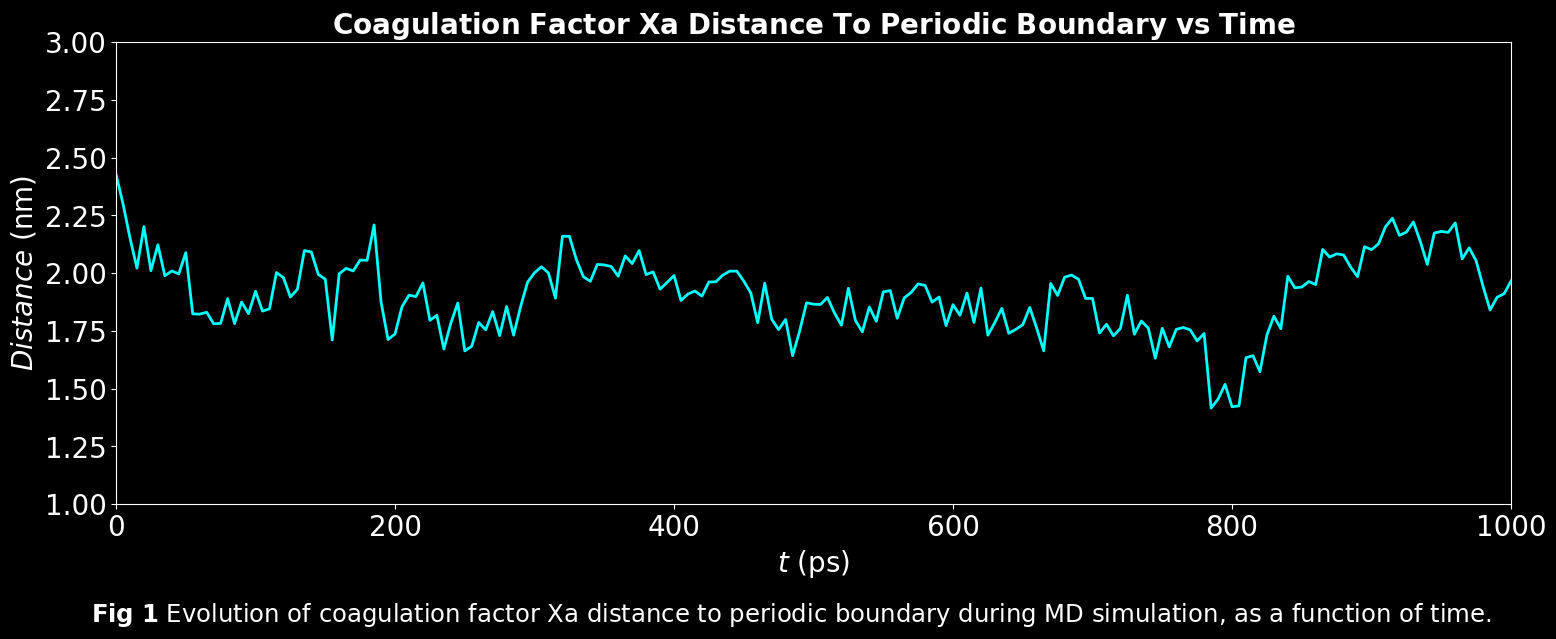 Coagulation Factor Xa Distance To Periodic Boundary vs Time
3.00
2.75
2.50
2.25
2.00
1.75
1.50
1.25
1.00
Distance (nm)
0 200 400 600 800 1000
t (ps)
Fig 1 Evolution of coagulation factor Xa distance to periodic boundary during MD simulation, as a function of time.